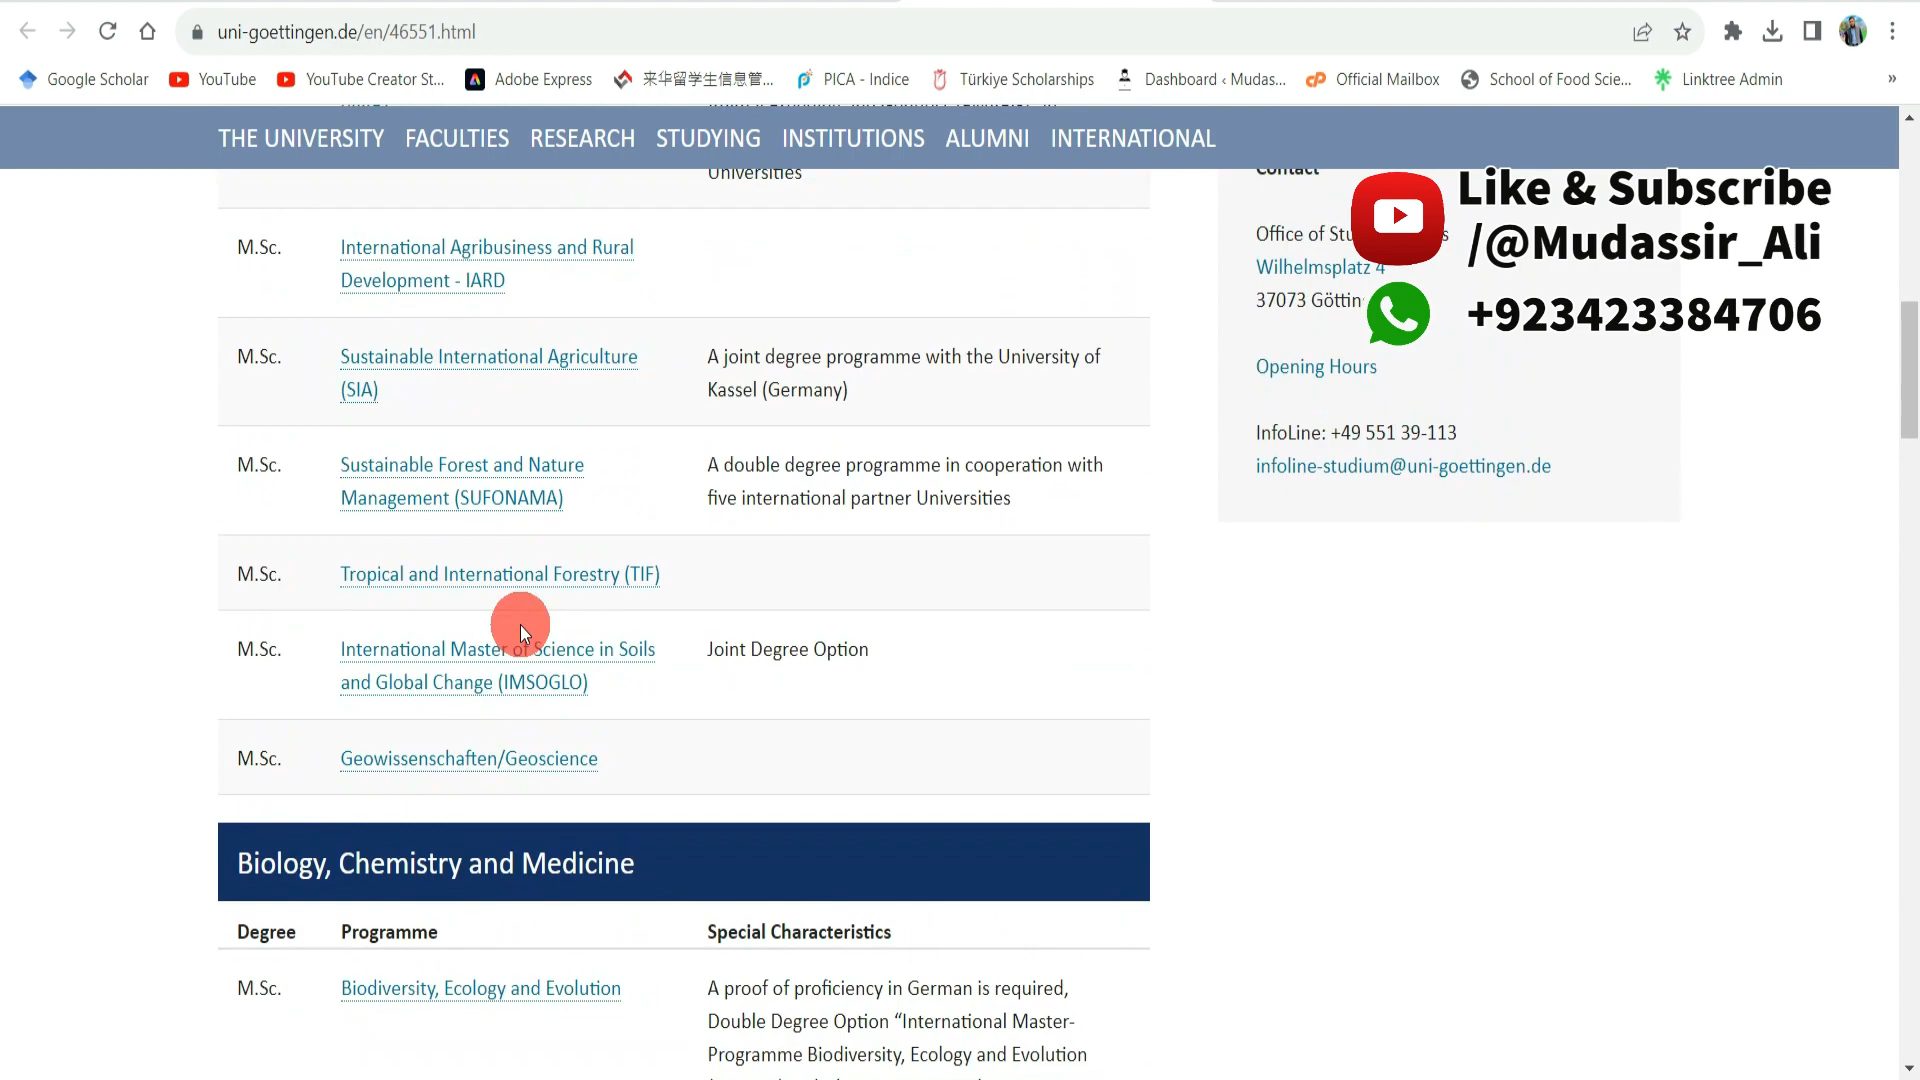 uni-goettingen.de/en/46551.html
Google Scholar
YouTube
YouTube Creator St...
Adobe Express
来华留学生信息管...
PICA - Indice
Türkiye Scholarships
Dashboard ‹ Mudas...
Official Mailbox
School of Food Scie...
Linktree Admin
»
THE UNIVERSITY FACULTIES RESEARCH STUDYING INSTITUTIONS ALUMNI INTERNATIONAL
Universities
M.Sc.
International Agribusiness and Rural
Development - IARD
M.Sc.
Sustainable International Agriculture
(SIA)
A joint degree programme with the University of
Kassel (Germany)
M.Sc.
Sustainable Forest and Nature
Management (SUFONAMA)
A double degree programme in cooperation with
five international partner Universities
M.Sc.
Tropical and International Forestry (TIF)
M.Sc.
International Master of Science in Soils
and Global Change (IMSOGLO)
Joint Degree Option
M.Sc.
Geowissenschaften/Geoscience
Biology, Chemistry and Medicine
Degree
Programme
Special Characteristics
M.Sc.
Biodiversity, Ecology and Evolution
A proof of proficiency in German is required,
Double Degree Option “International Master-
Programme Biodiversity, Ecology and Evolution
Contact
Office of
Wilhelmsplatz 4
37073
Opening Hours
InfoLine: +49 551 39-113
infoline-studium@uni-goettingen.de
Like & Subscribe
/@Mudassir_Ali
+923423384706